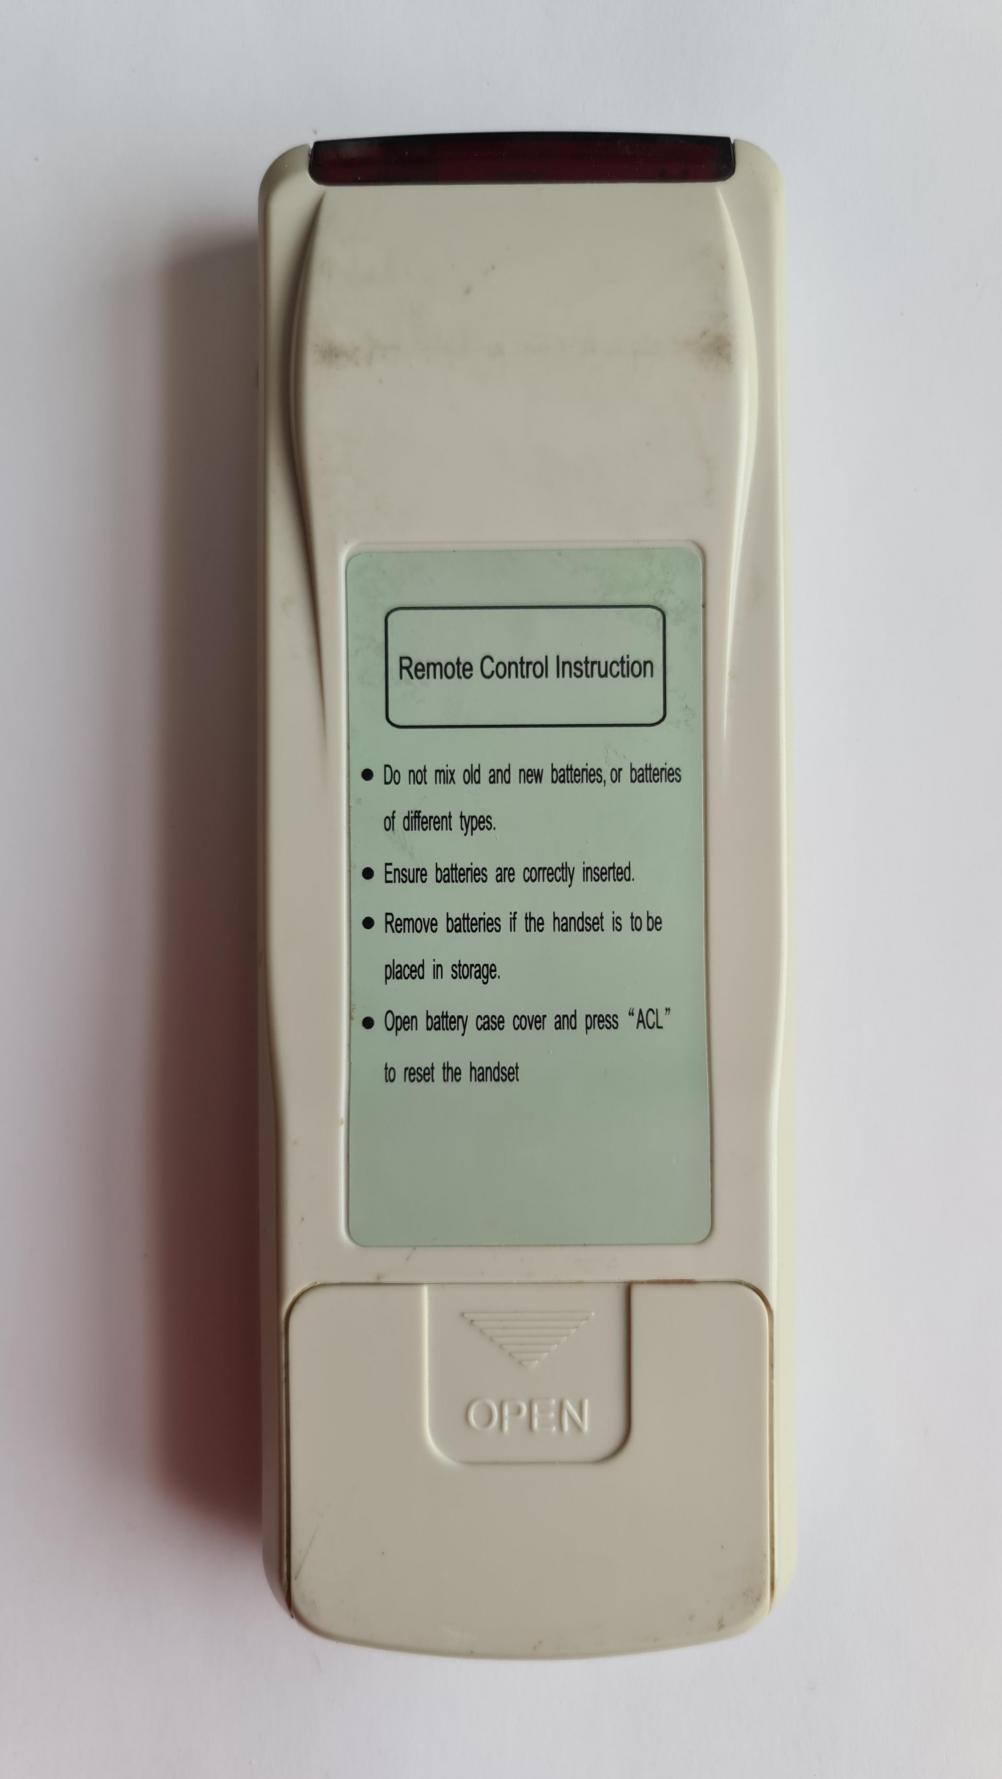 Remote Control Instruction
● Do not mix old and new batteries, or batteries
of different types.
● Ensure batteries are correctly inserted.
● Remove batteries if the handset is to be
placed in storage.
● Open battery case cover and press “ACL”
to reset the handset
OPEN